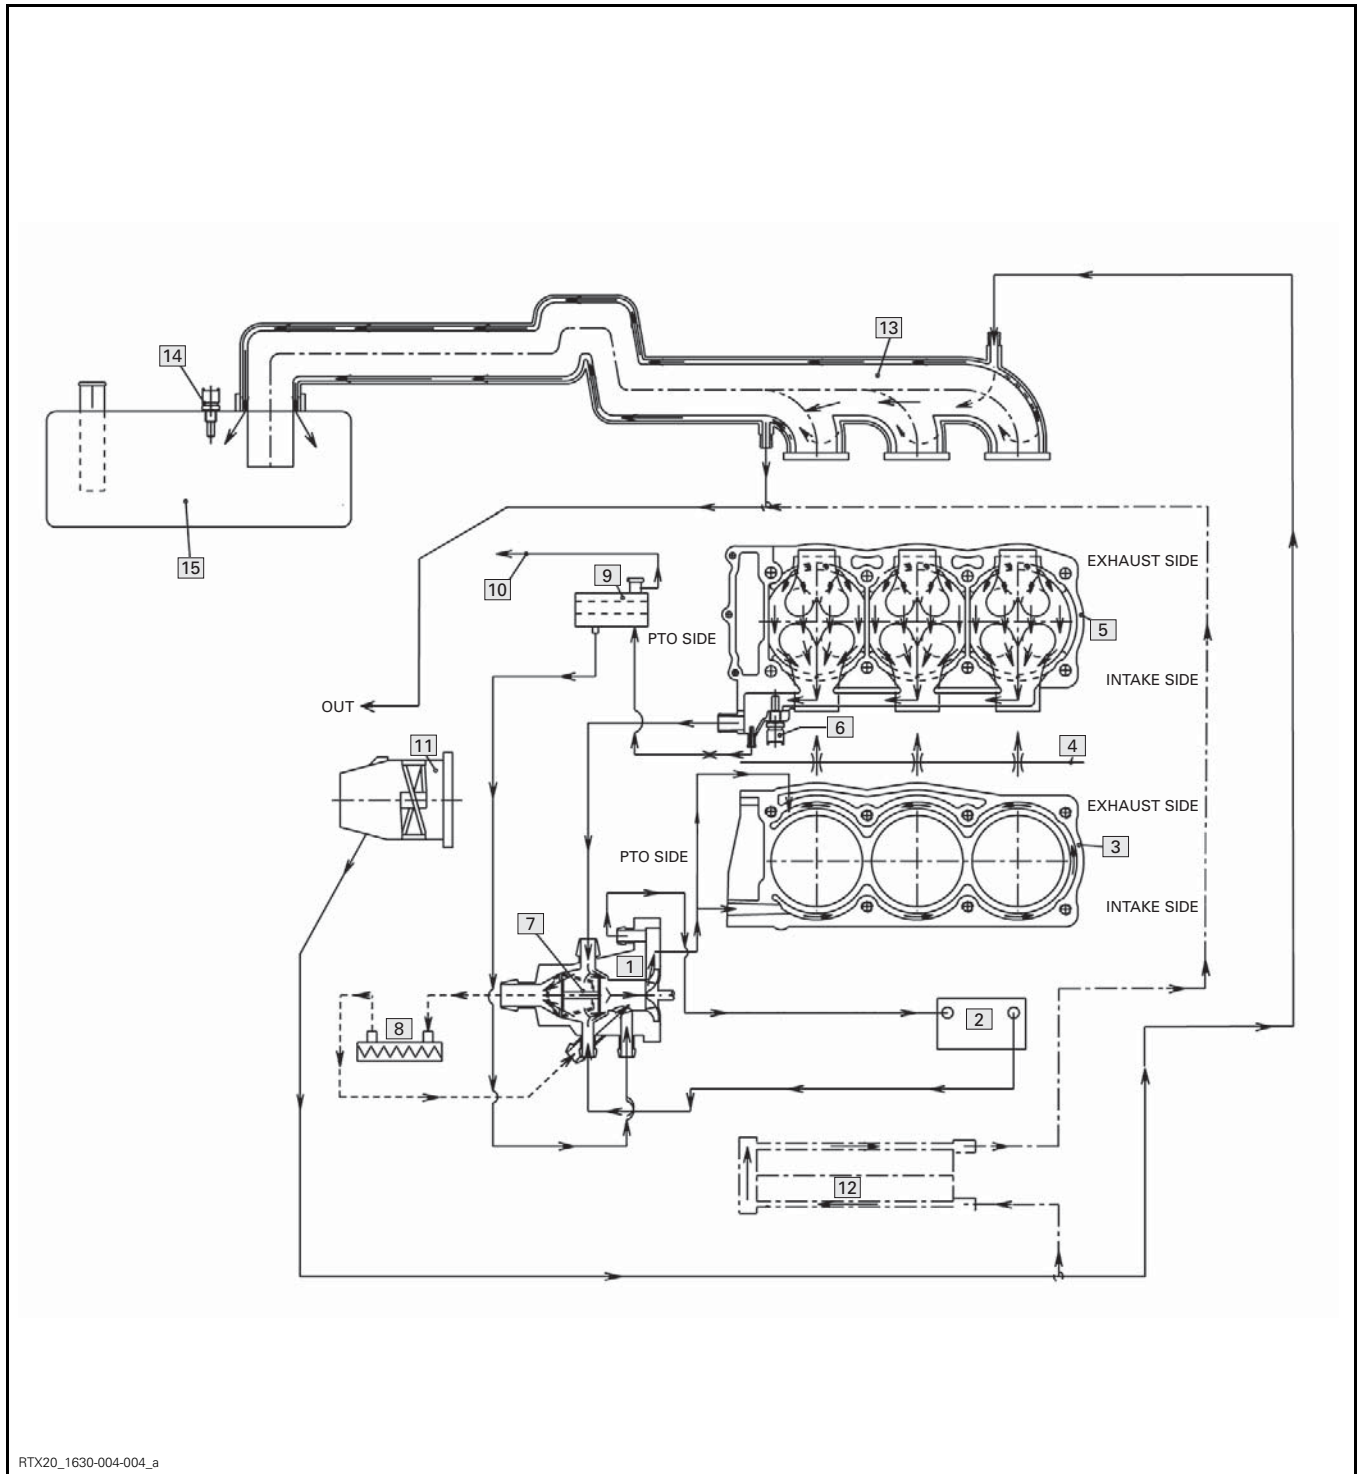 13
14
15
10
9
EXHAUST SIDE
PTO SIDE
5
INTAKE SIDE
OUT
6
11
4
EXHAUST SIDE
3
PTO SIDE
INTAKE SIDE
7
1
8
2
12
RTX20_1630-004-004_a